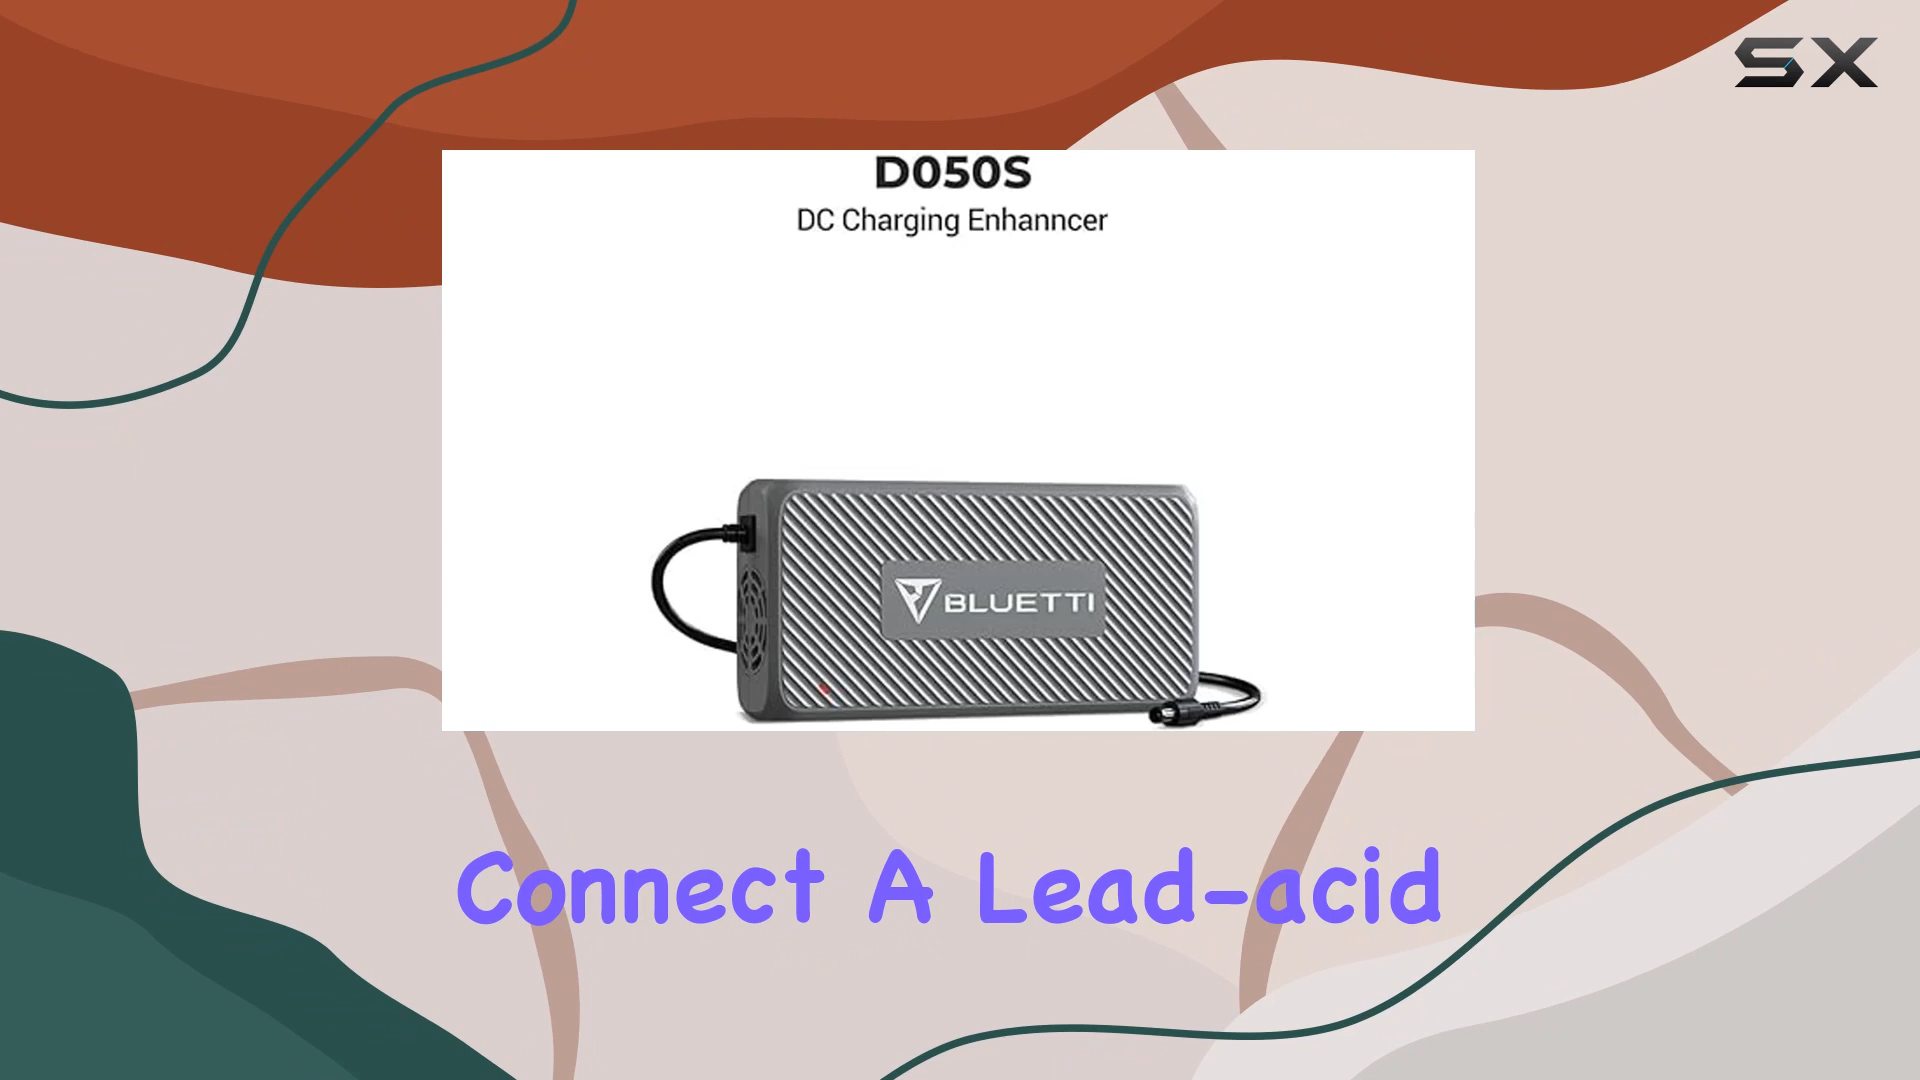 SX
D050S
DC Charging Enhanncer
BLUETTI
Connect A Lead-acid